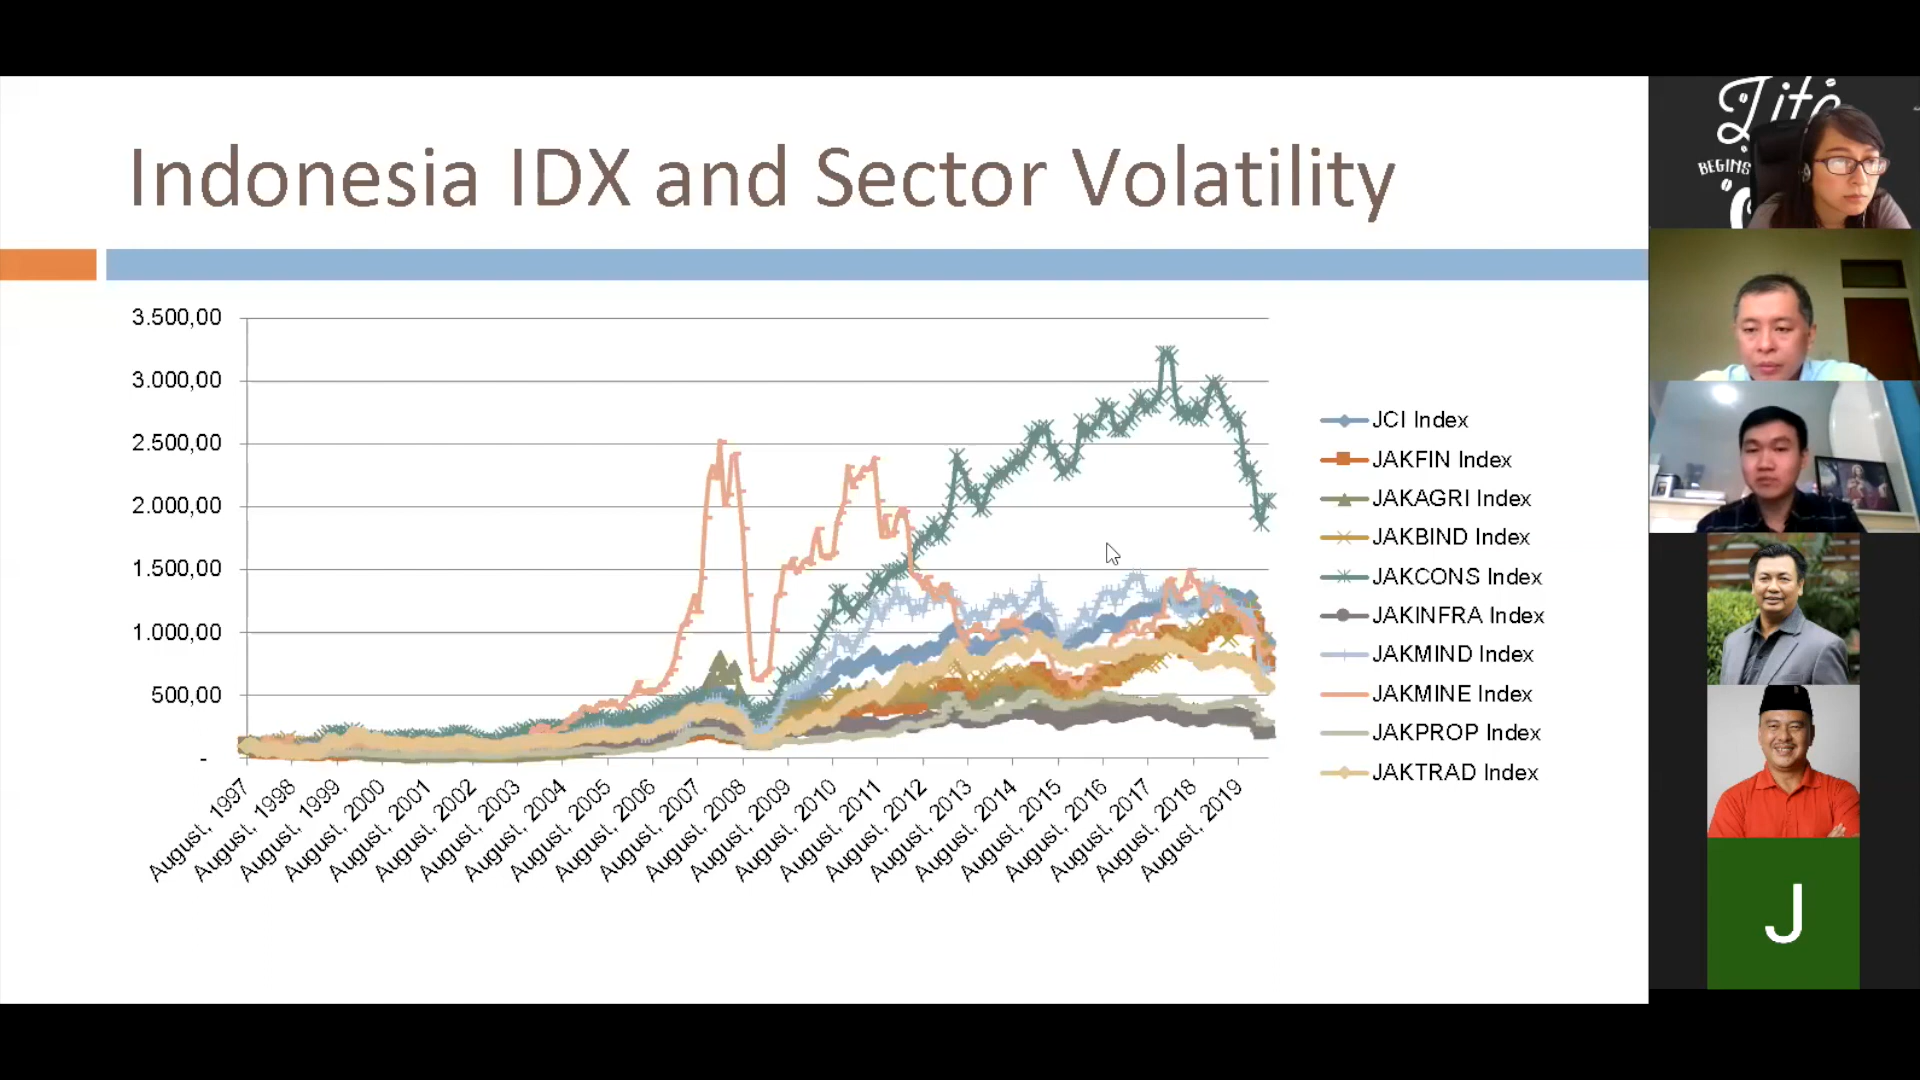 Indonesia IDX and Sector Volatility
3.500,00
3.000,00
2.500,00
2.000,00
1.500,00
1.000,00
500,00
-
August, 1997
August, 1998
August, 1999
August, 2000
August, 2001
August, 2002
August, 2003
August, 2004
August, 2005
August, 2006
August, 2007
August, 2008
August, 2009
August, 2010
August, 2011
August, 2012
August, 2013
August, 2014
August, 2015
August, 2016
August, 2017
August, 2018
August, 2019
JCI Index
JAKFIN Index
JAKAGRI Index
JAKBIND Index
JAKCONS Index
JAKINFRA Index
JAKMIND Index
JAKMINE Index
JAKPROP Index
JAKTRAD Index
BEGINS
J